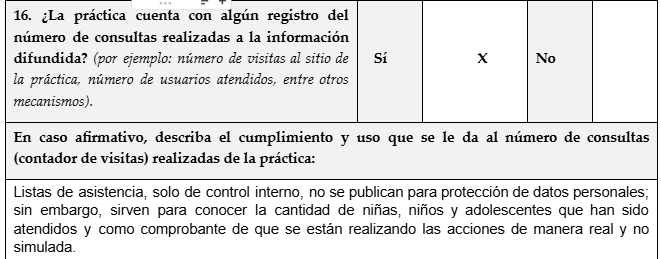 16. ¿La práctica cuenta con algún registro del
número de consultas realizadas a la información
difundida? (por ejemplo: número de visitas al sitio de
la práctica, número de usuarios atendidos, entre otros
mecanismos).
Sí
X
No
En caso afirmativo, describa el cumplimiento y uso que se le da al número de consultas
(contador de visitas) realizadas de la práctica:
Listas de asistencia, solo de control interno, no se publican para protección de datos personales;
sin embargo, sirven para conocer la cantidad de niñas, niños y adolescentes que han sido
atendidos y como comprobante de que se están realizando las acciones de manera real y no
simulada.